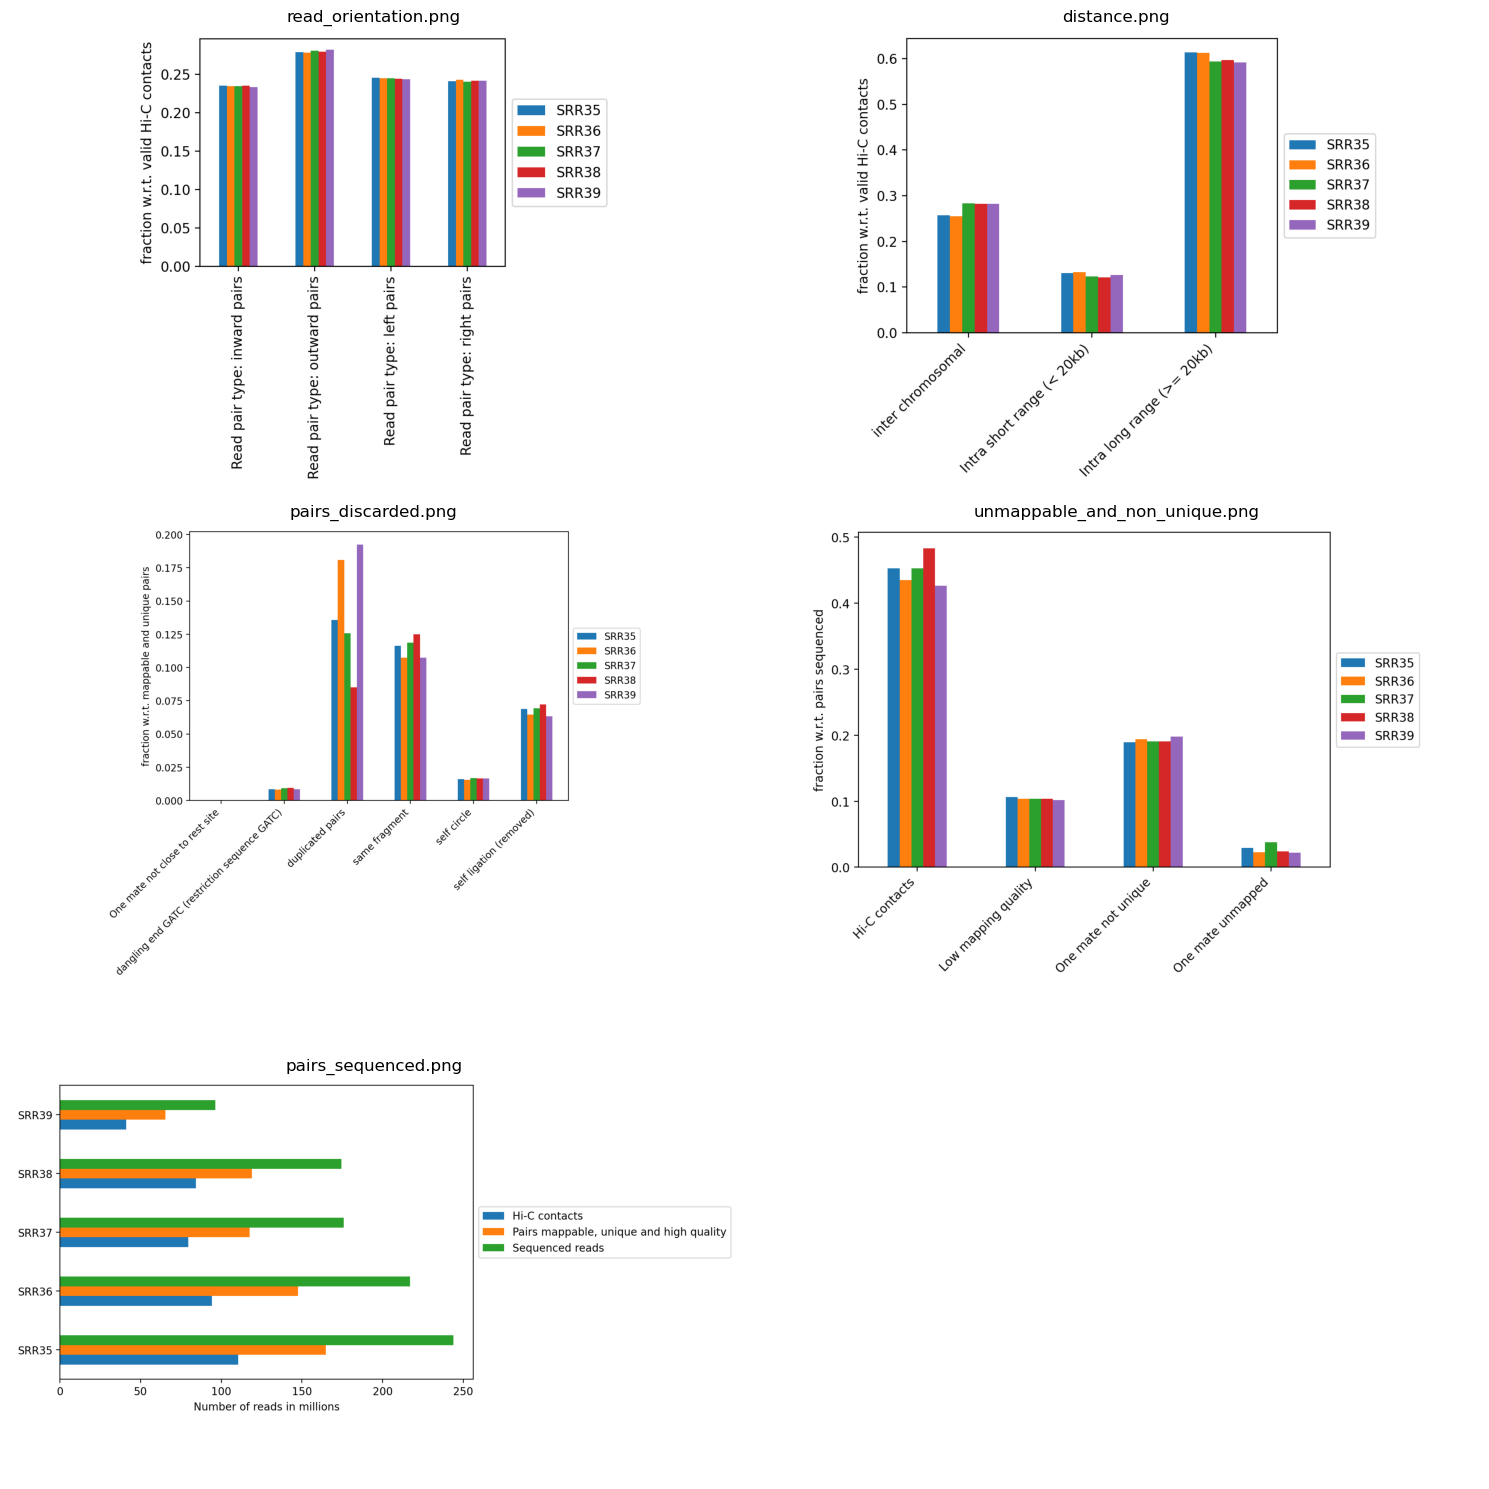 read_orientation.png
fraction w.r.t. valid Hi-C contacts
0.25
0.20
0.15
0.10
0.05
0.00
Read pair type: inward pairs
Read pair type: outward pairs
Read pair type: left pairs
Read pair type: right pairs
SRR35
SRR36
SRR37
SRR38
SRR39
distance.png
fraction w.r.t. valid Hi-C contacts
0.6
0.5
0.4
0.3
0.2
0.1
0.0
inter chromosomal
Intra short range (< 20kb)
Intra long range (>= 20kb)
SRR35
SRR36
SRR37
SRR38
SRR39
pairs_discarded.png
fraction w.r.t. mappable and unique pairs
0.200
0.175
0.150
0.125
0.100
0.075
0.050
0.025
0.000
One mate not close to rest site
dangling end GATC (restriction sequence GATC)
duplicated pairs
same fragment
self circle
self ligation (removed)
SRR35
SRR36
SRR37
SRR38
SRR39
unmappable_and_non_unique.png
fraction w.r.t. pairs sequenced
0.5
0.4
0.3
0.2
0.1
0.0
Hi-C contacts
Low mapping quality
One mate not unique
One mate unmapped
SRR35
SRR36
SRR37
SRR38
SRR39
pairs_sequenced.png
SRR39
SRR38
SRR37
SRR36
SRR35
0 50 100 150 200 250
Number of reads in millions
Hi-C contacts
Pairs mappable, unique and high quality
Sequenced reads